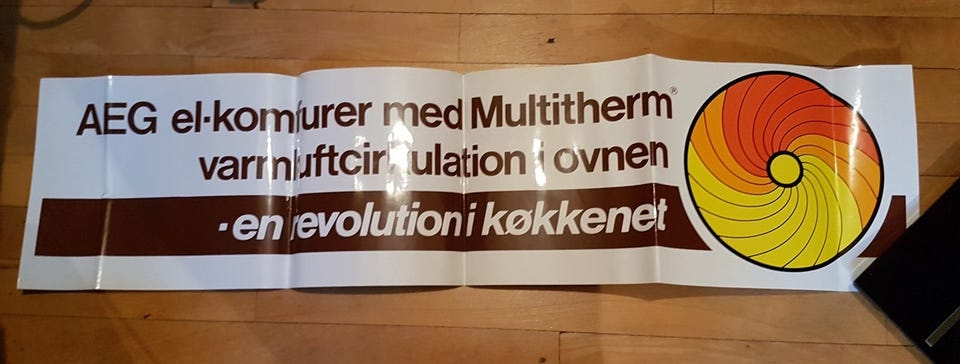 AEG el-komfurer med Multitherm®
varmluftcirkulation i ovnen
·en revolution i køkkenet